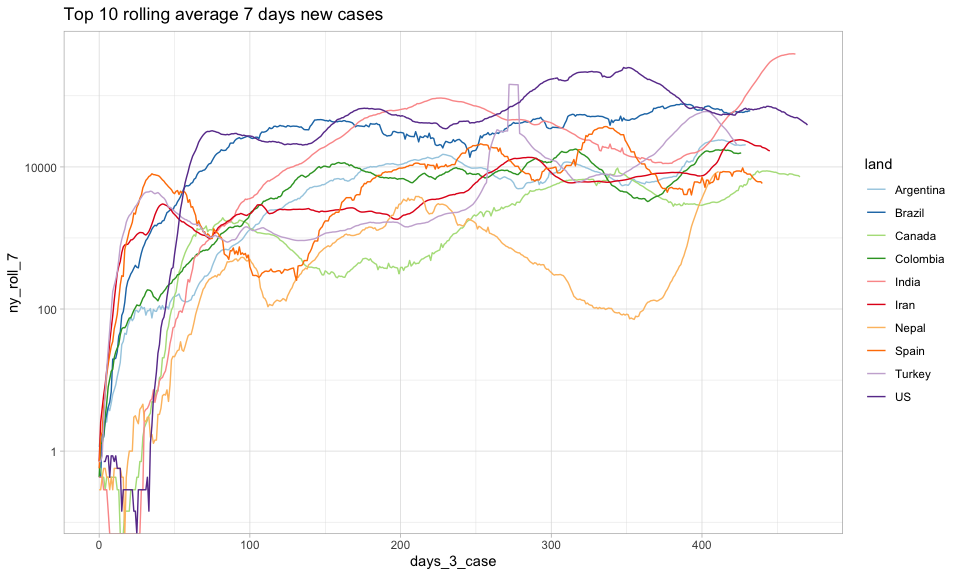 Top 10 rolling average 7 days new cases
ny_roll_7
10000
100
1
0
100
200
300
400
days_3_case
land
Argentina
Brazil
Canada
Colombia
India
Iran
Nepal
Spain
Turkey
US